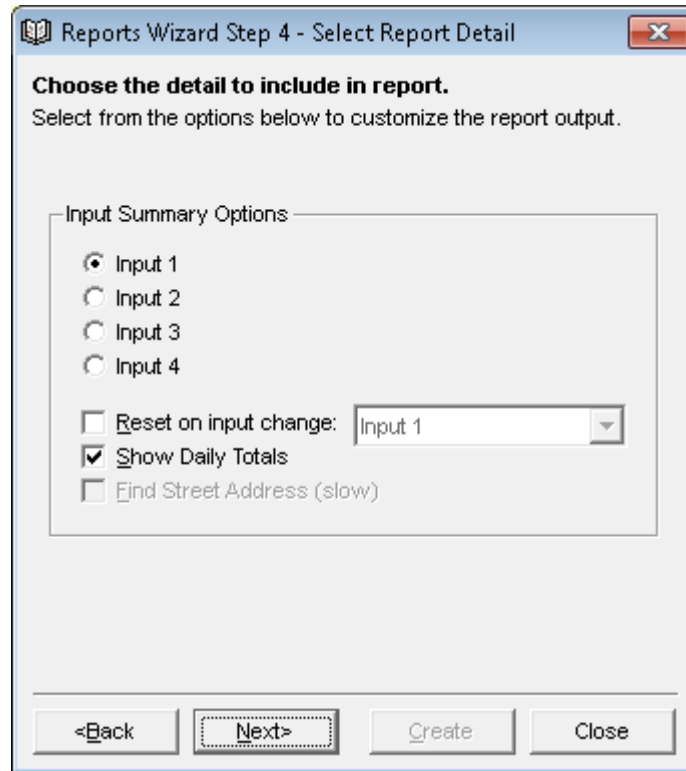 Reports Wizard Step 4 - Select Report Detail
Choose the detail to include in report.
Select from the options below to customize the report output.
Input Summary Options
Input 1
Input 2
Input 3
Input 4
Reset on input change: Input 1
Show Daily Totals
Find Street Address (slow)
<Back Next> Create Close